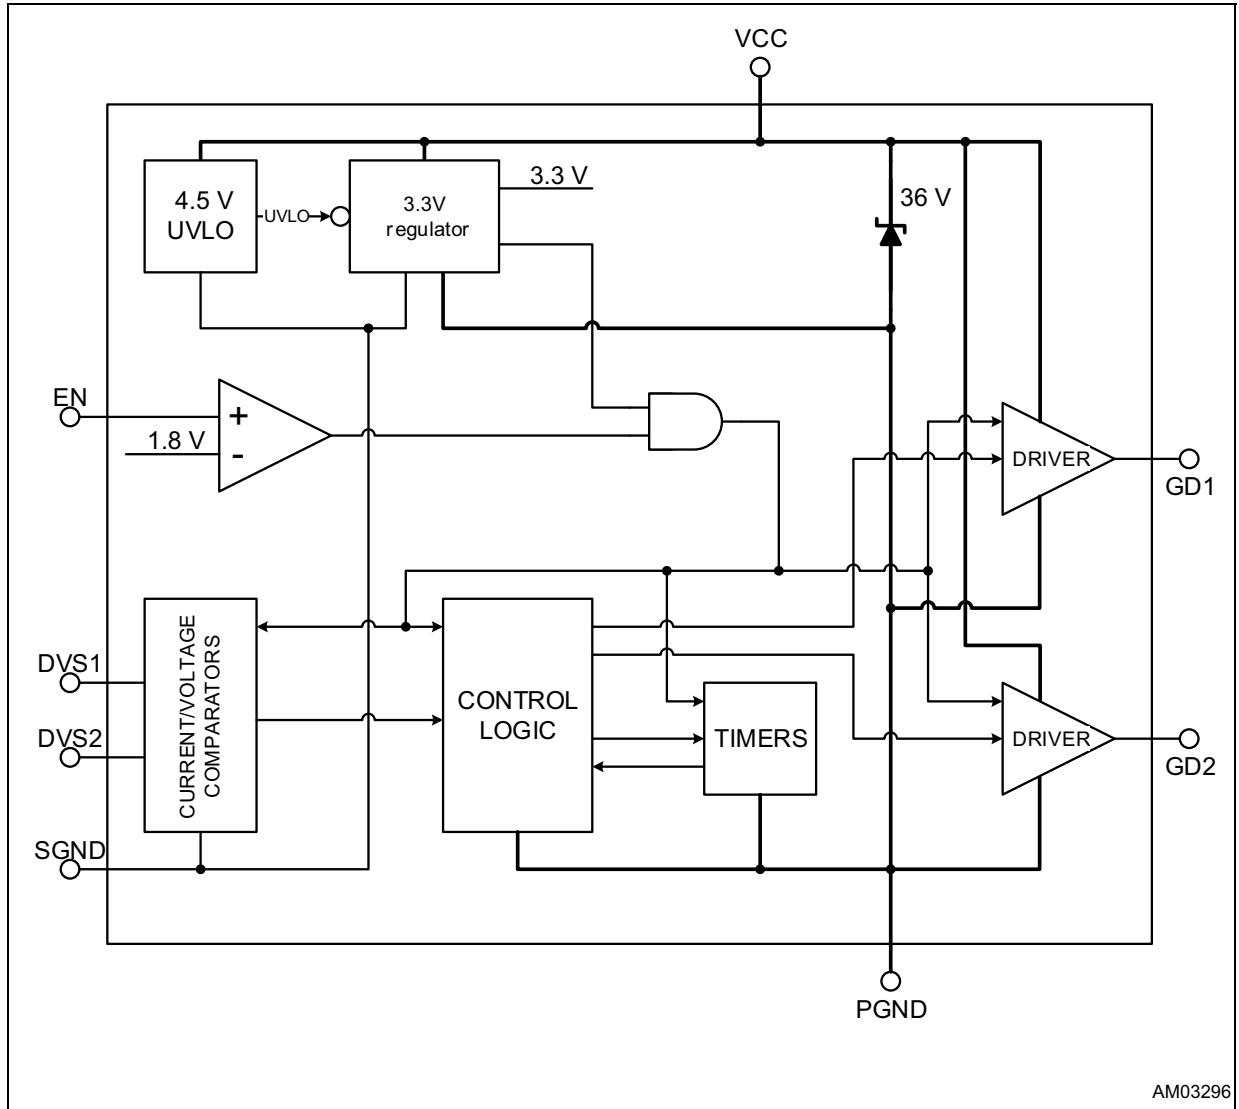 VCC
4.5 V
UVLO
UVLO
3.3V
regulator
3.3 V
36 V
EN
+
1.8 V
-
DRIVER
GD1
DVS1
DVS2
CURRENT/VOLTAGE
COMPARATORS
CONTROL
LOGIC
TIMERS
DRIVER
GD2
SGND
PGND
AM03296